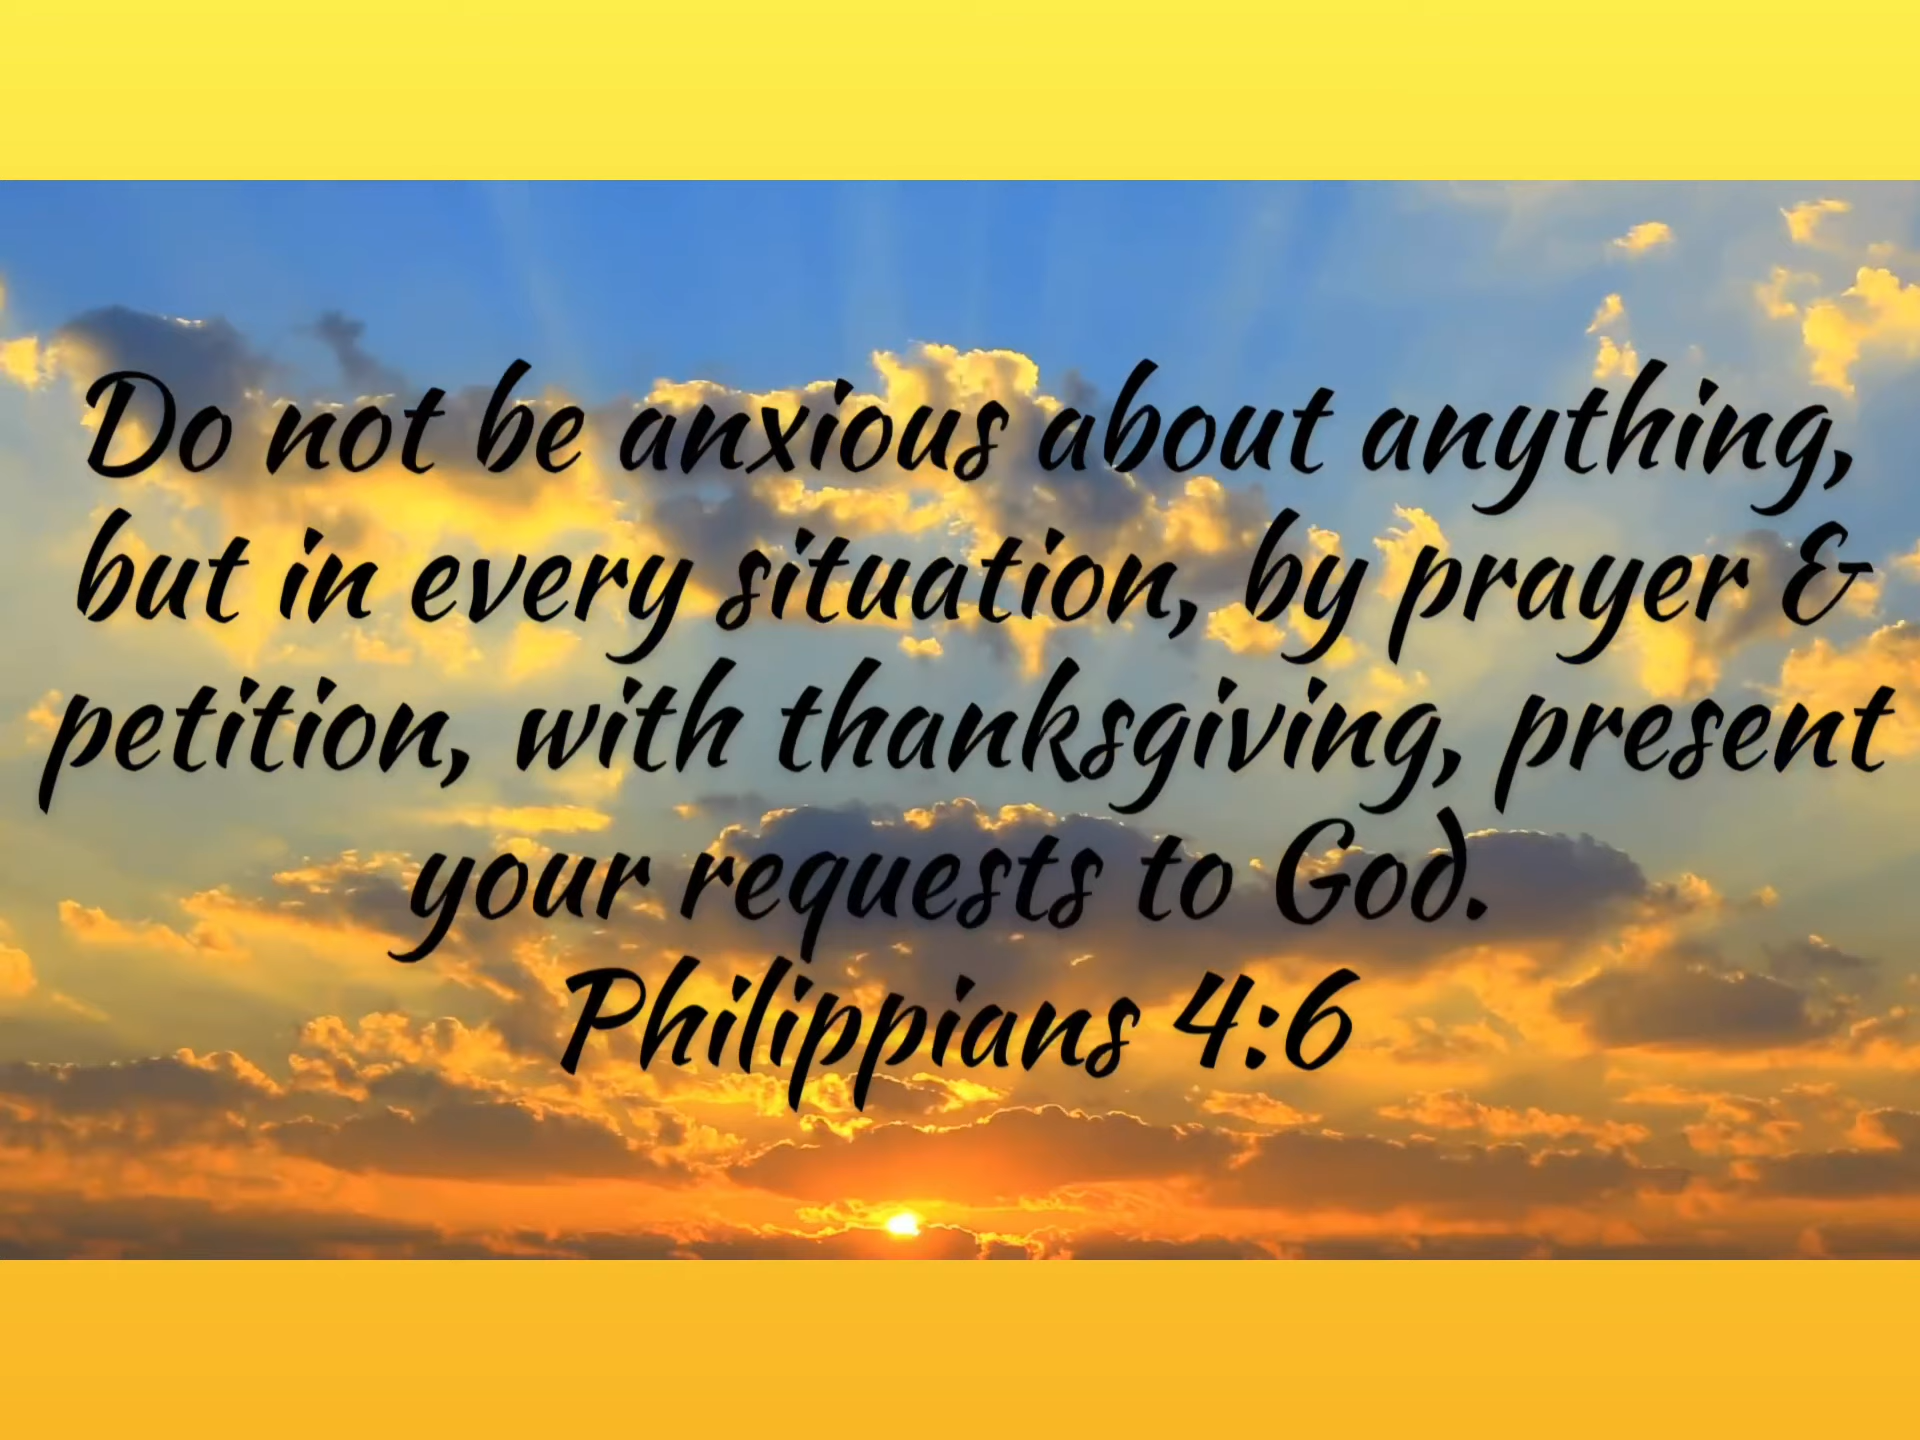 Do not be anxious about anything,
but in every situation, by prayer &
petition, with thanksgiving, present
your requests to God.
Philippians 4:6